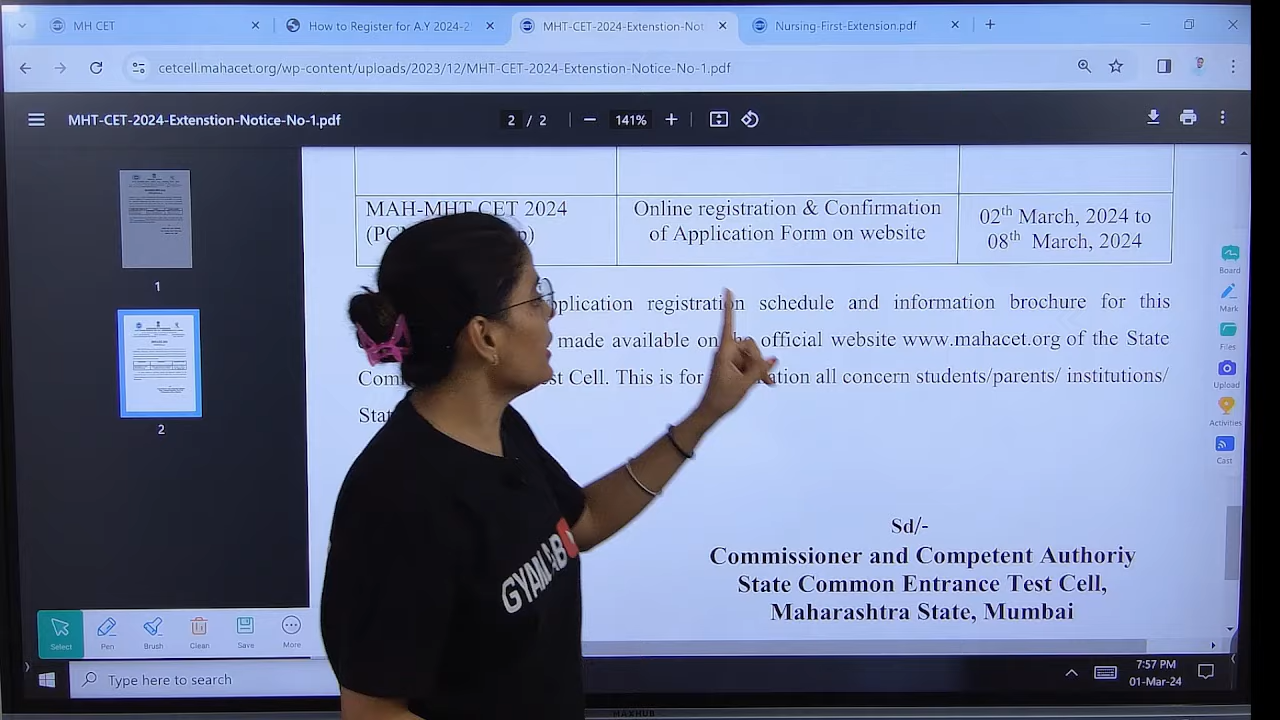 MH CET
How to Register for A.Y 2024-2
MHT-CET-2024-Extenstion-Not
Nursing-First-Extension.pdf
cetcell.mahacet.org/wp-content/uploads/2023/12/MHT-CET-2024-Extenstion-Notice-No-1.pdf
MHT-CET-2024-Extenstion-Notice-No-1.pdf
2 / 2
141%
1
2
MAH-MHT CET 2024
Online registration & Confirmation
of Application Form on website
02th March, 2024 to
08th March, 2024
registration schedule and information brochure for this
made available on official website www.mahacet.org of the State
Test Cell. This is for all concern students/parents/ institutions/
Sd/-
Commissioner and Competent Authoriy
State Common Entrance Test Cell,
Maharashtra State, Mumbai
Board
Mark
Files
Upload
Activities
Cast
Select
Pen
Brush
Clean
Save
More
Type here to search
7:57 PM
01-Mar-24
MAXHUB